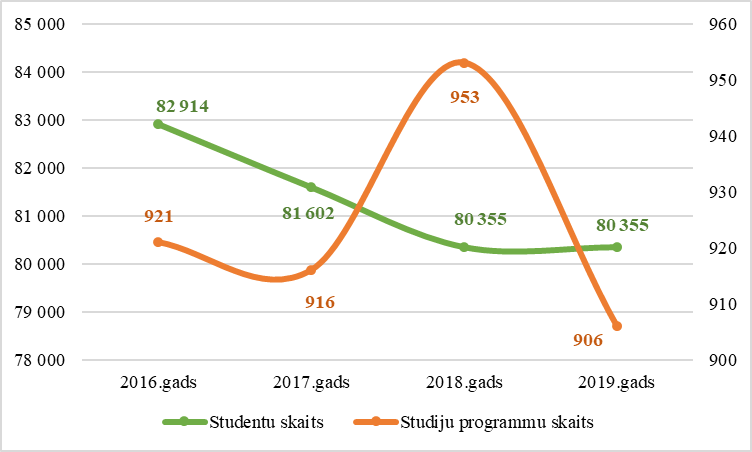 85 000 960
84 000 950
953
83 000 82 914 940
82 000 930
81 602
81 000 921 80 355 80 355
80 000 920
916
79 000 910
906
78 000 900
2016.gads 2017.gads 2018.gads 2019.gads
Studentu skaits Studiju programmu skaits